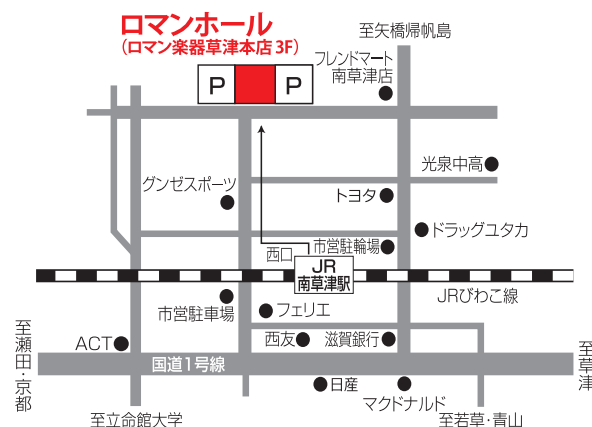 ロマンホール
（ロマン楽器草津本店 3F）
至矢橋帰帆島
フレンドマート
南草津店
P
P
光泉中高
グンゼスポーツ
トヨタ
ドラッグユタカ
西口
市営駐輪場
JR
南草津駅
JRびわこ線
市営駐車場
フェリエ
至瀬田・京都
ACT
西友
滋賀銀行
至草津
国道1号線
日産
マクドナルド
至立命館大学
至若草・青山